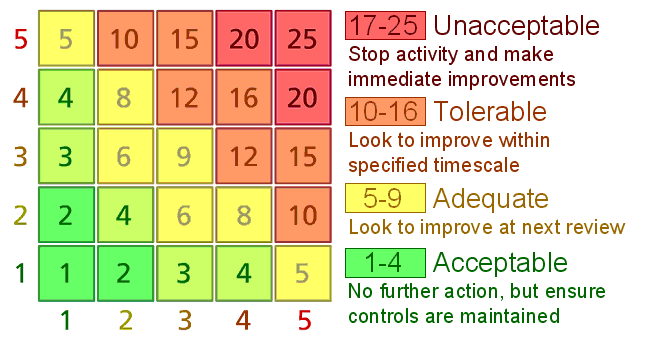 5 5 10 15 20 25
4 4 8 12 16 20
3 3 6 9 12 15
2 2 4 6 8 10
1 1 2 3 4 5
1 2 3 4 5
17-25 Unacceptable
Stop activity and make
immediate improvements
10-16 Tolerable
Look to improve within
specified timescale
5-9 Adequate
Look to improve at next review
1-4 Acceptable
No further action, but ensure
controls are maintained